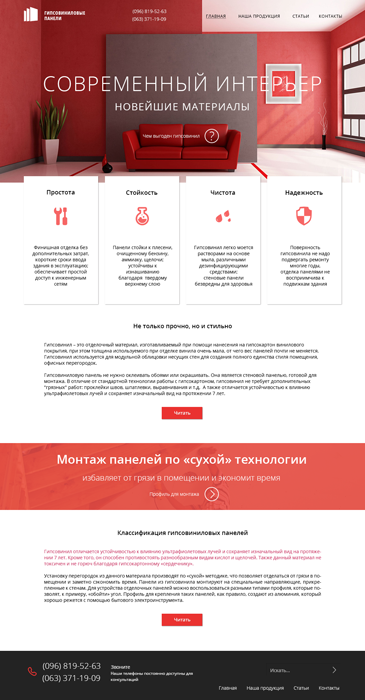 ГИПСОВИНИЛОВЫЕ
ПАНЕЛИ
(096) 819-52-63
(063) 371-19-09
ГЛАВНАЯ НАША ПРОДУКЦИЯ СТАТЬИ КОНТАКТЫ
СОВРЕМЕННЫЙ ИНТЕРЬЕР
НОВЕЙШИЕ МАТЕРИАЛЫ
Чем выгоден гипсовинил ?
Простота
Финишная отделка без
дополнительных затрат,
короткие сроки ввода
здания в эксплуатацию;
обеспечивает простой
доступ к инженерным
сетям
Стойкость
Панели стойки к плесени,
очищенному бензину,
аммиаку, щелочи;
устойчивы к
изнашиванию
благодаря твердому
верхнему слою
Чистота
Гипсовинил легко моется
растворами на основе
мыла, различными
дезинфицирующими
средствами;
стеновые панели
безвредны для здоровья
Надежность
Поверхность
гипсовинила не надо
подвергать ремонту
многие годы,
отделка панелями не
восприимчива к
подвижкам здания
Не только прочно, но и стильно
Гипсовинил – это отделочный материал, изготавливаемый при помощи нанесения на гипсокартон винилового
покрытия, при этом толщина используемого при отделке винила очень мала, от чего вес панелей почти не меняется.
Гипсовинил используется для модульной облицовки несущих стен для создания полного единства стиля помещения,
офисных перегородок.
Гипсовиниловую панель не нужно оклеивать обоями или окрашивать. Она является стеновой панелью, готовой для
монтажа. В отличие от стандартной технологии работы с гипсокартоном, гипсовинил не требует дополнительных
"грязных" работ: проклейки швов, шпатлевки, выравнивания и т.д. А также отличается устойчивостью к влиянию
ультрафиолетовых лучей и сохраняет изначальный вид на протяжении 7 лет.
Читать
Монтаж панелей по «сухой» технологии
избавляет от грязи в помещении и экономит время
Профиль для монтажа
Классификация гипсовиниловых панелей
Гипсовинил отличается устойчивостью к влиянию ультрафиолетовых лучей и сохраняет изначальный вид на протяже-
нии 7 лет. Кроме того, он способен противостоять разнообразным видам кислот и щелочей. Также данный материал не
токсичен и не горюч благодаря гипсокартонному «сердечнику».
Установку перегородок из данного материала производят по «сухой» методике, что позволяет отделаться от грязи в по-
мещении и заметно сэкономить время. Панели из гипсовинила монтируют на специальные направляющие, прикре-
пленные к стенам. Для устройства отделочных панелей можно воспользоваться разными типами профиля, которые по-
зволят, к примеру, «обойти» угол. Профиль для крепления таких панелей, как правило, создают из алюминия, который
хорошо режется с помощью бытового электроинструмента.
Читать
(096) 819-52-63
(063) 371-19-09
Звоните
Наши телефоны постоянно доступны для
консультаций
Искать...
Главная Наша продукция Статьи Контакты